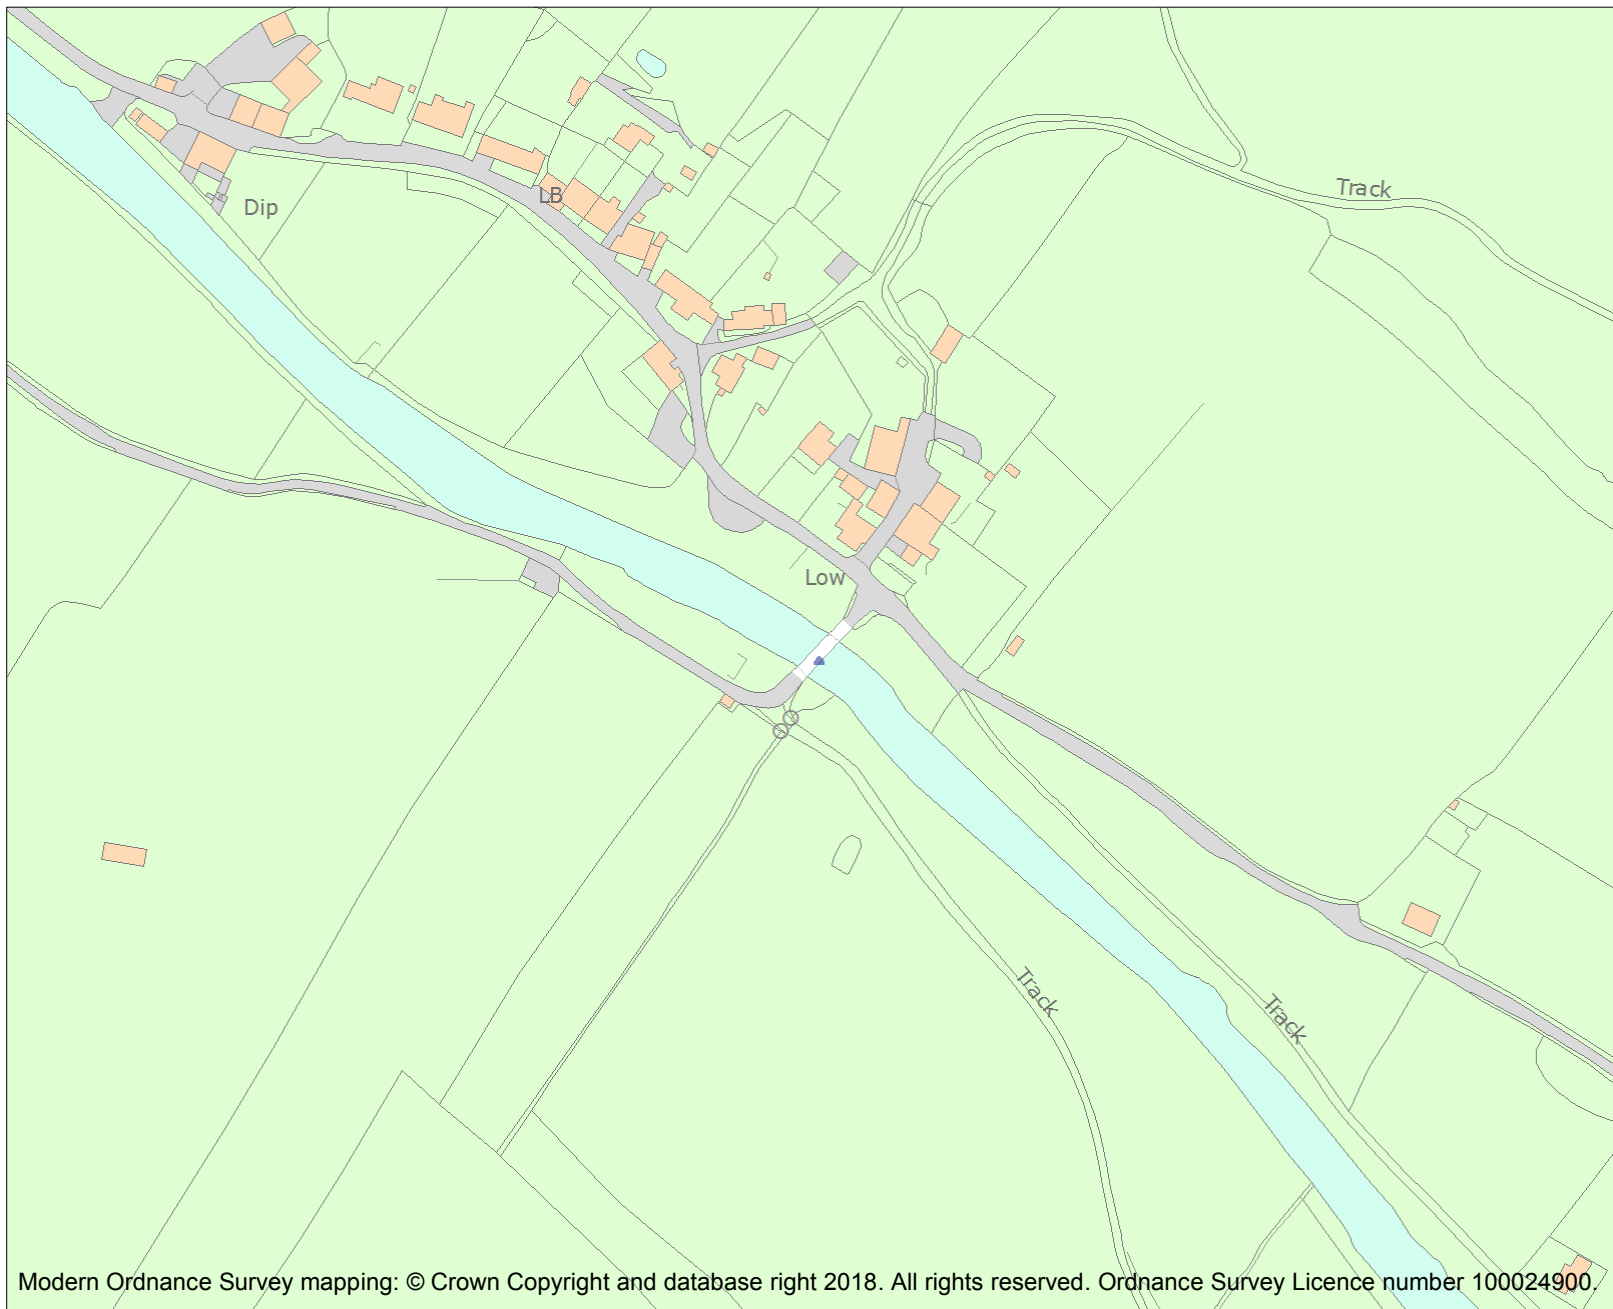 Track
LB
Dip
Low
Track
Track
Modern Ordnance Survey mapping: © Crown Copyright and database right 2018. All rights reserved. Ordnance Survey Licence number 100024900.